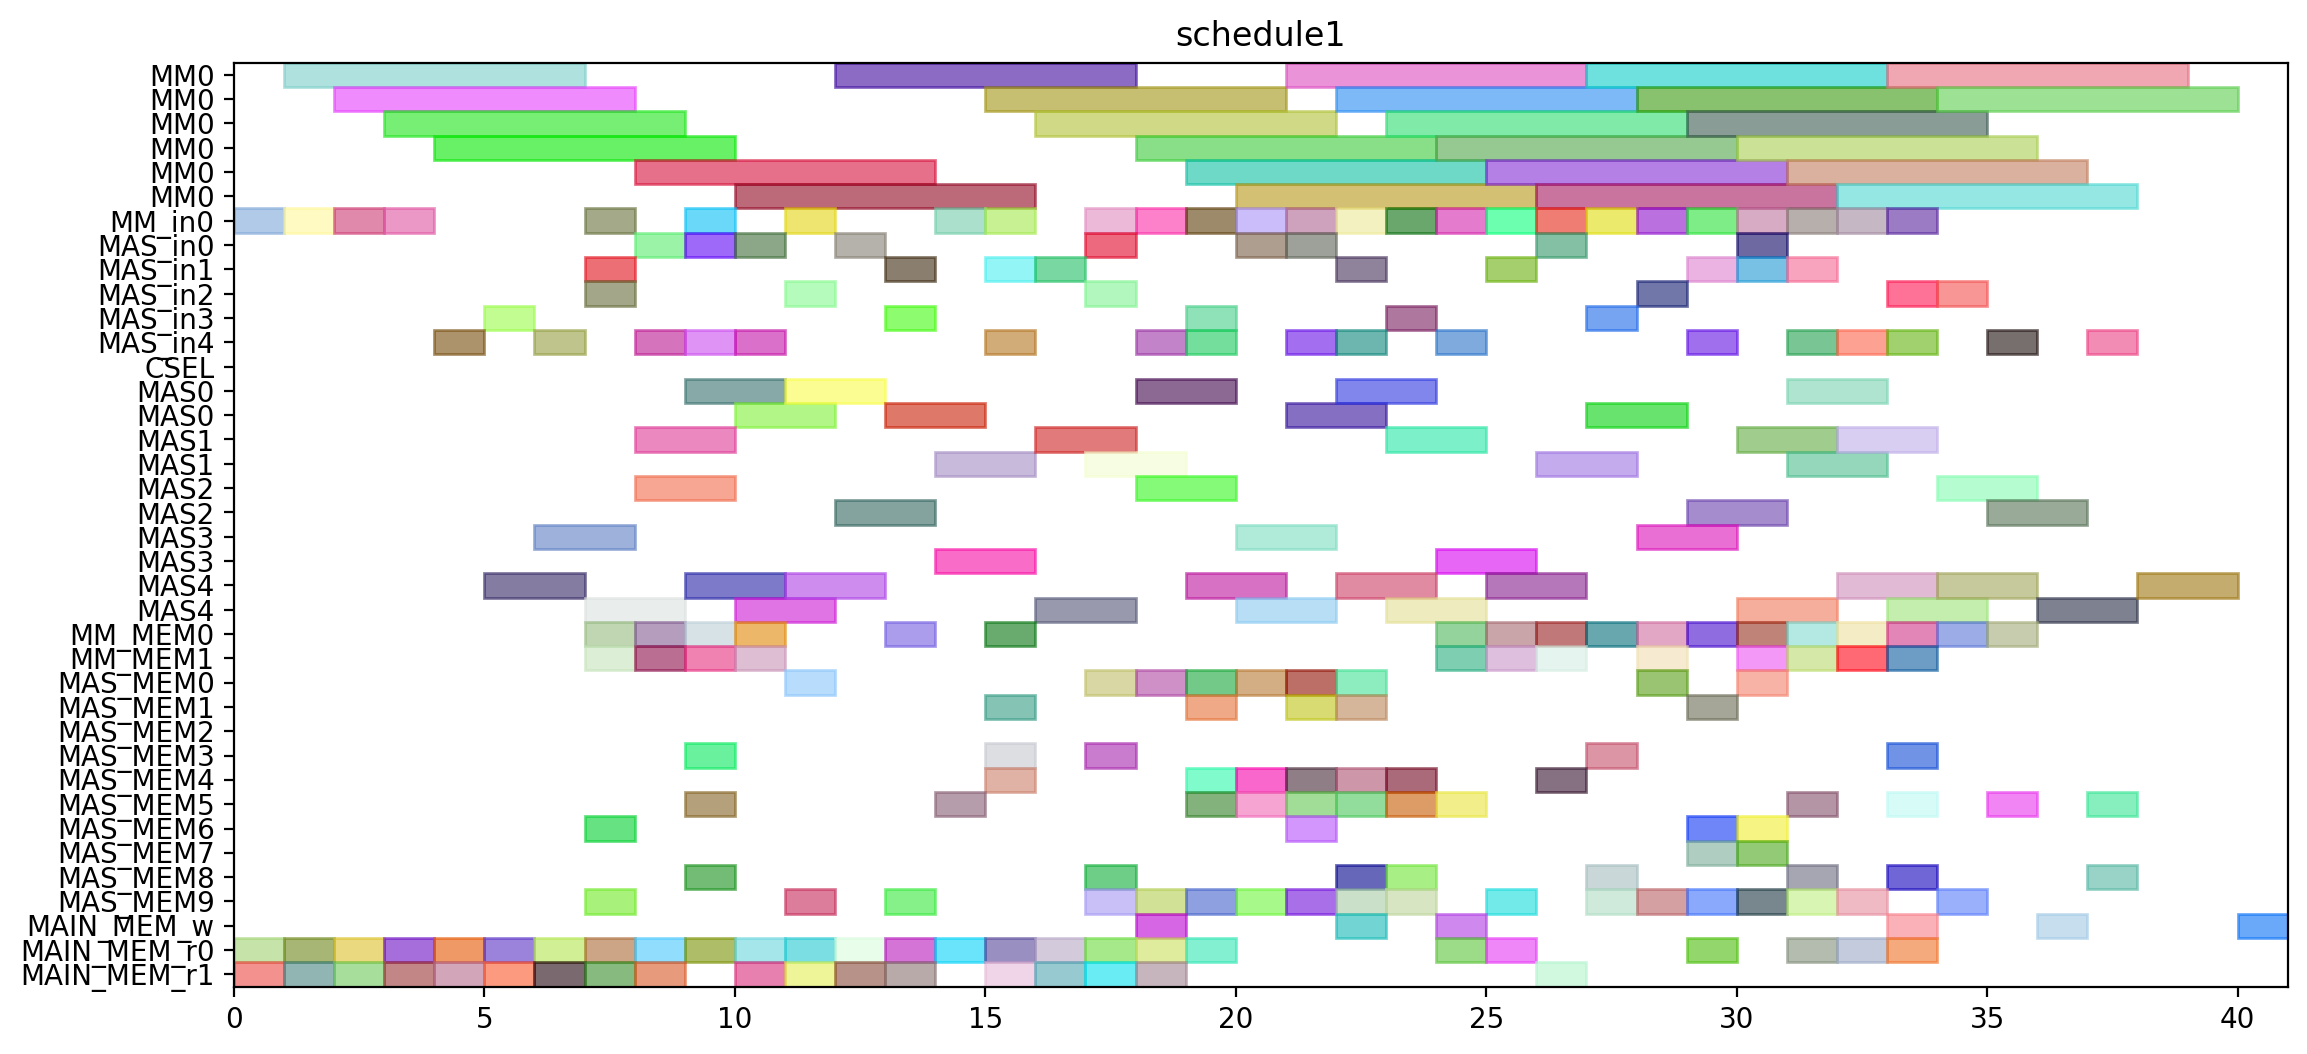 schedule1
MM0
MM0
MM0
MM0
MM0
MM0
MM_in0
MAS_in0
MAS_in1
MAS_in2
MAS_in3
MAS_in4
CSEL
MAS0
MAS0
MAS1
MAS1
MAS2
MAS2
MAS3
MAS3
MAS4
MAS4
MM_MEM0
MM_MEM1
MAS_MEM0
MAS_MEM1
MAS_MEM2
MAS_MEM3
MAS_MEM4
MAS_MEM5
MAS_MEM6
MAS_MEM7
MAS_MEM8
MAS_MEM9
MAIN_MEM_w
MAIN_MEM_r0
MAIN_MEM_r1
0 5 10 15 20 25 30 35 40